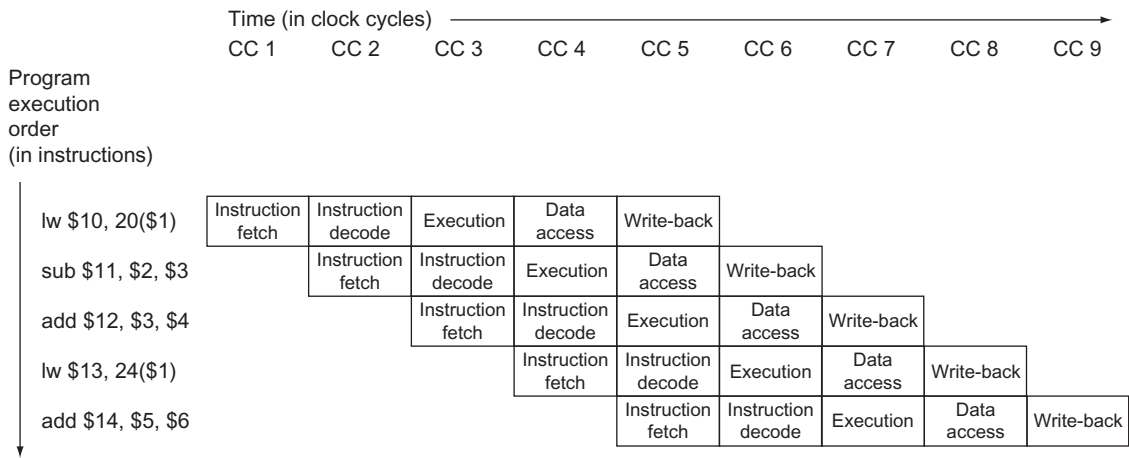 Time (in clock cycles)
CC 1 CC 2 CC 3 CC 4 CC 5 CC 6 CC 7 CC 8 CC 9
Program
execution
order
(in instructions)
lw $10, 20($1) Instruction fetch Instruction decode Execution Data access Write-back
sub $11, $2, $3 Instruction fetch Instruction decode Execution Data access Write-back
add $12, $3, $4 Instruction fetch Instruction decode Execution Data access Write-back
lw $13, 24($1) Instruction fetch Instruction decode Execution Data access Write-back
add $14, $5, $6 Instruction fetch Instruction decode Execution Data access Write-back